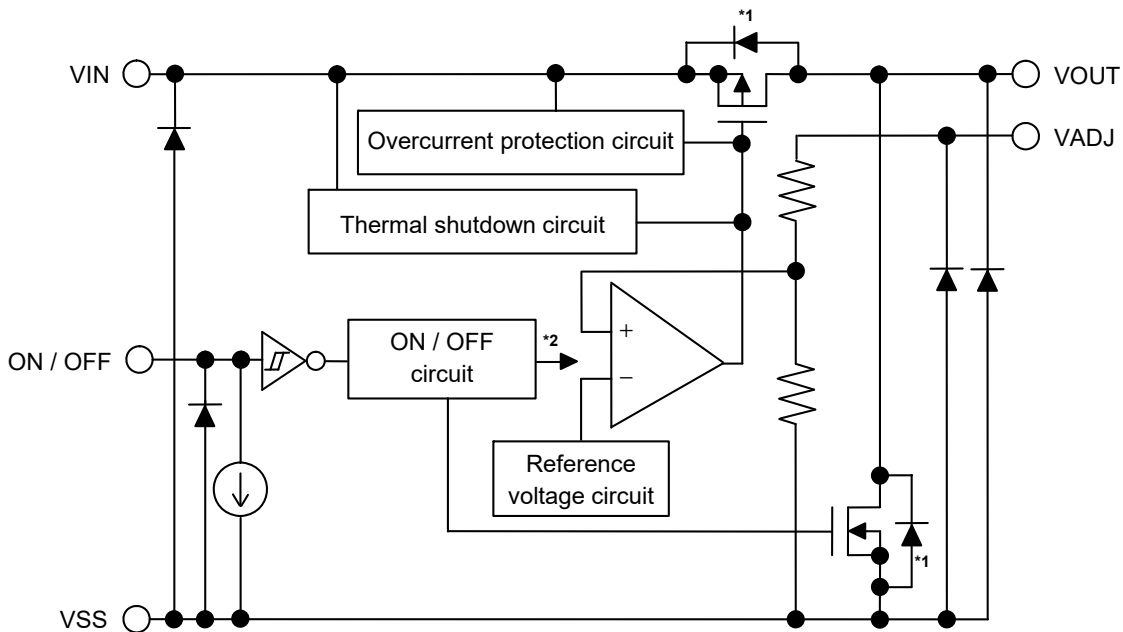 *1
VIN
VOUT
Overcurrent protection circuit
VADJ
Thermal shutdown circuit
+
ON / OFF
ON / OFF
circuit
*2
−
Reference
voltage circuit
*1
VSS